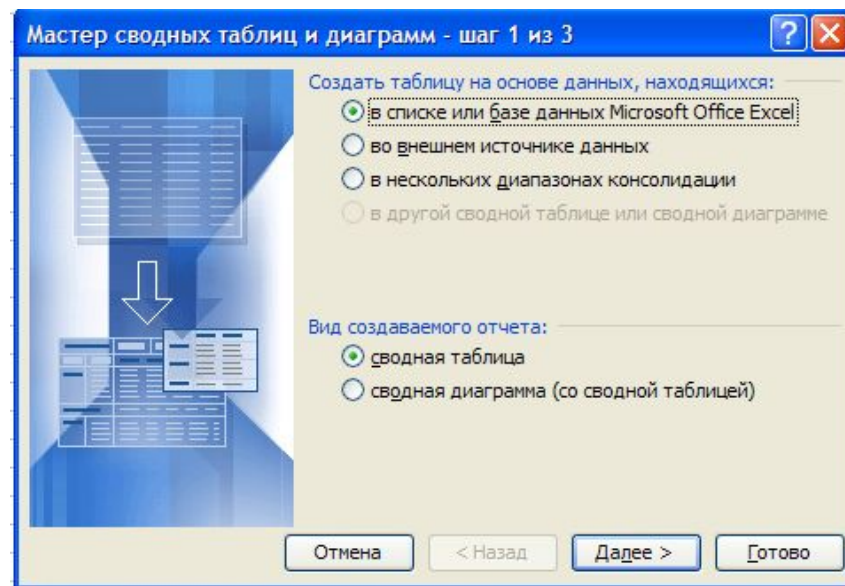 Мастер сводных таблиц и диаграмм - шаг 1 из 3
Создать таблицу на основе данных, находящихся:
в списке или базе данных Microsoft Office Excel
во внешнем источнике данных
в нескольких диапазонах консолидации
в другой сводной таблице или сводной диаграмме
Вид создаваемого отчета:
сводная таблица
сводная диаграмма (со сводной таблицей)
Отмена
< Назад
Далее >
Готово